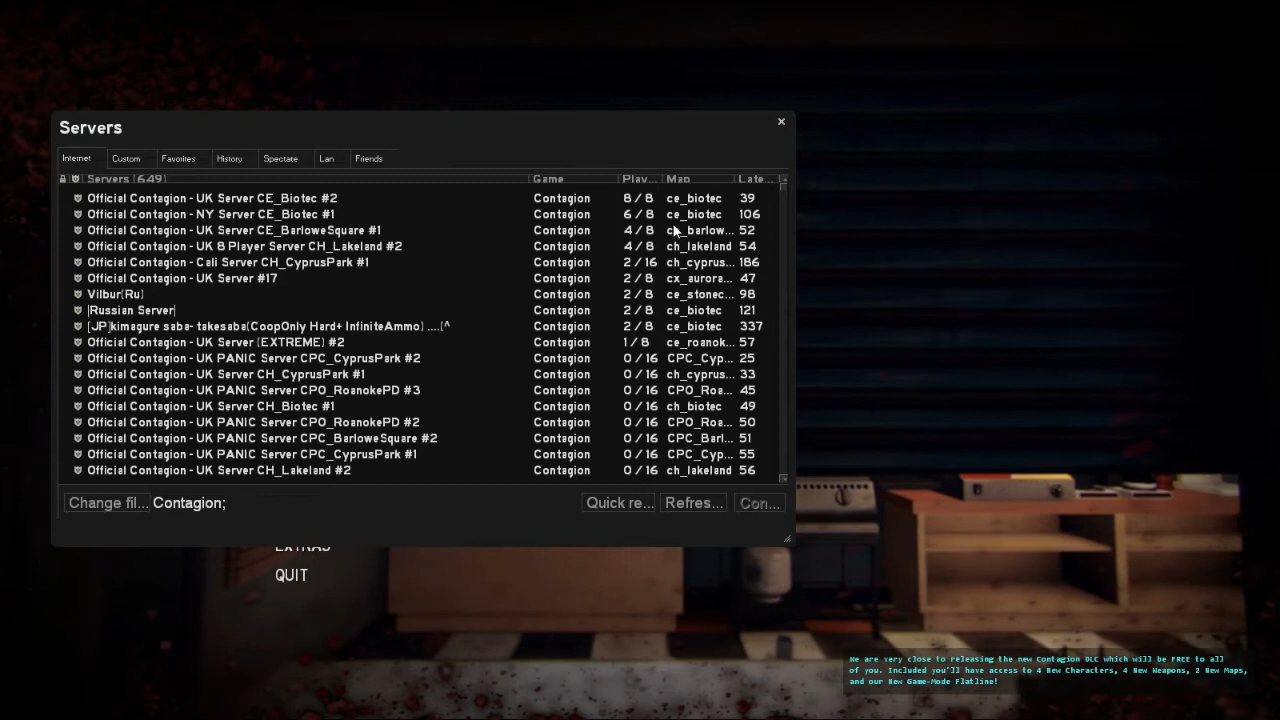 Servers
Internet Custom Favorites History Spectate Lan Friends
Servers (649) Game Play... Map Late...
Official Contagion - UK Server CE_Biotec #2 Contagion 8 / 8 ce_biotec 39
Official Contagion - NY Server CE_Biotec #1 Contagion 6 / 8 ce_biotec 106
Official Contagion - UK Server CE_BarloweSquare #1 Contagion 4 / 8 ce_barlow... 52
Official Contagion - UK 8 Player Server CH_Lakeland #2 Contagion 4 / 8 ch_lakeland 54
Official Contagion - Cali Server CH_CyprusPark #1 Contagion 2 / 16 ch_cyprus... 186
Official Contagion - UK Server #17 Contagion 2 / 8 cx_aurora... 47
Vilbur(Ru) Contagion 2 / 8 ce_stonec... 98
|Russian Server| Contagion 2 / 8 ce_biotec 121
[JP]kimagure saba- takesaba(CoopOnly Hard+ InfiniteAmmo) ....(^ Contagion 2 / 8 ce_biotec 337
Official Contagion - UK Server (EXTREME) #2 Contagion 1 / 8 ce_roanok... 57
Official Contagion - UK PANIC Server CPC_CyprusPark #2 Contagion 0 / 16 CPC_Cyp... 25
Official Contagion - UK Server CH_CyprusPark #1 Contagion 0 / 16 ch_cyprus... 33
Official Contagion - UK PANIC Server CPO_RoanokePD #3 Contagion 0 / 16 CPO_Roa... 45
Official Contagion - UK Server CH_Biotec #1 Contagion 0 / 16 ch_biotec 49
Official Contagion - UK PANIC Server CPO_RoanokePD #2 Contagion 0 / 16 CPO_Roa... 50
Official Contagion - UK PANIC Server CPC_BarloweSquare #2 Contagion 0 / 16 CPC_Barl... 51
Official Contagion - UK PANIC Server CPC_CyprusPark #1 Contagion 0 / 16 CPC_Cyp... 55
Official Contagion - UK Server CH_Lakeland #2 Contagion 0 / 16 ch_lakeland 56
Change fil... Contagion; Quick re... Refres... Con...
EXTRAS
QUIT
We are very close to releasing the new Contagion DLC which will be FREE to all
of you. Included you'll have access to 4 New Characters, 4 New Weapons, 2 New Maps,
and our New Game-Mode Flatline!